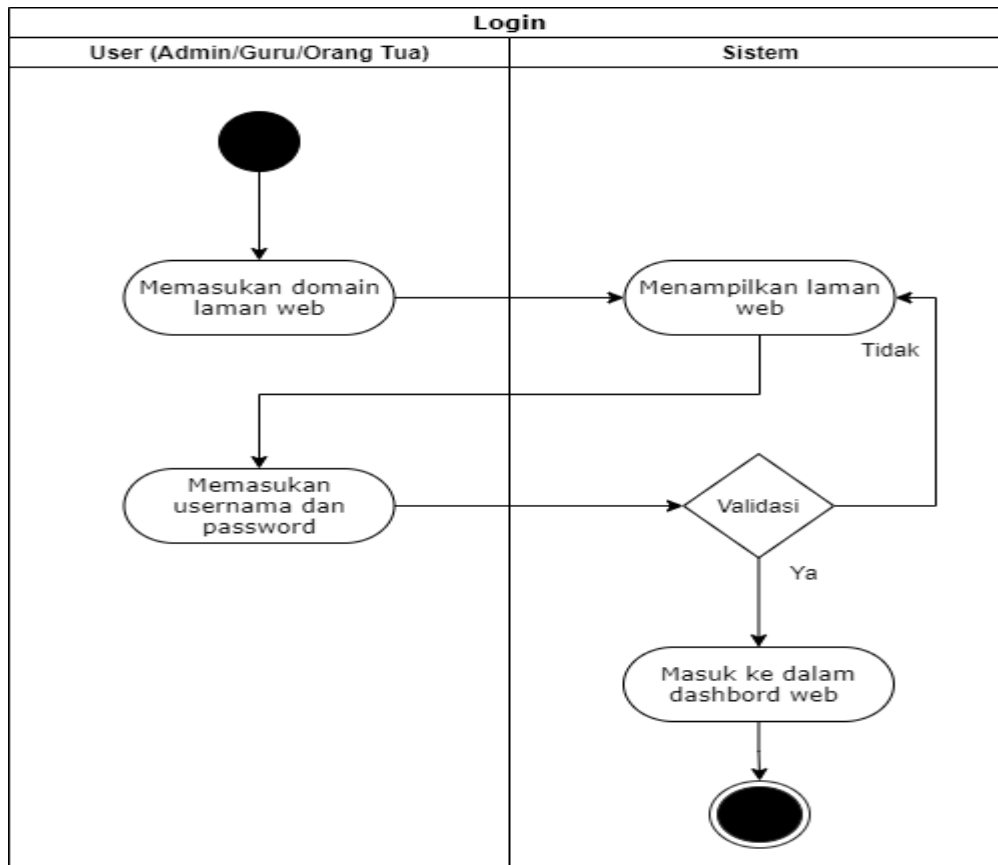 Login
User (Admin/Guru/Orang Tua)
Sistem
Memasukan domain
laman web
Menampilkan laman
web
Tidak
Memasukan
usernama dan
password
Validasi
Ya
Masuk ke dalam
dashbord web